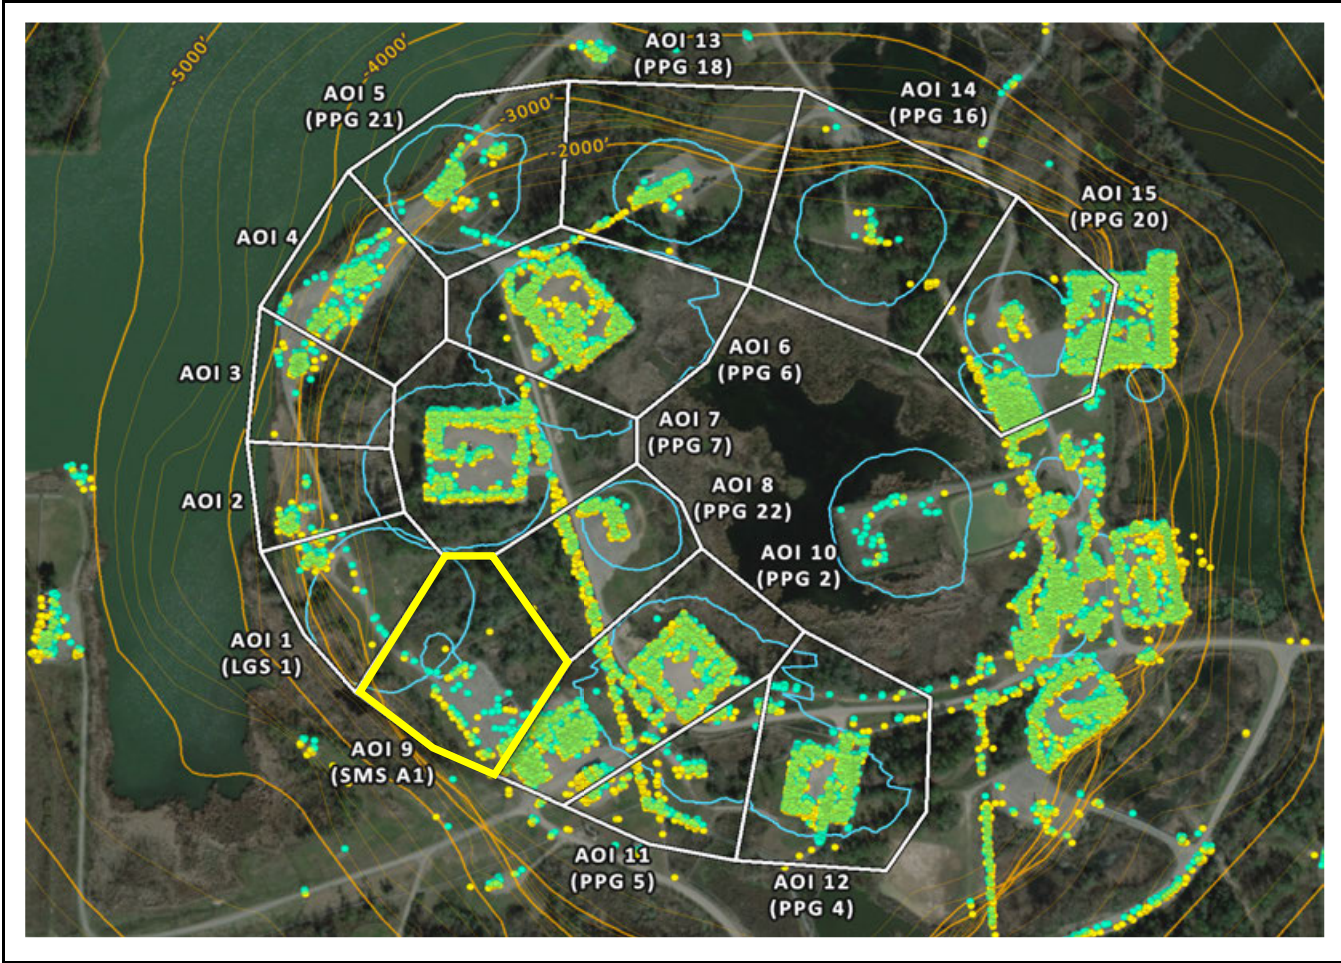 -5000'
-4000'
AOI 13
(PPG 18)
AOI 5
(PPG 21)
-3000'
-2000'
AOI 14
(PPG 16)
AOI 15
(PPG 20)
AOI 4
AOI 3
AOI 6
(PPG 6)
AOI 7
(PPG 7)
AOI 2
AOI 8
(PPG 22)
AOI 10
(PPG 2)
AOI 1
(LGS 1)
AOI 9
(SMS A1)
AOI 11
(PPG 5)
AOI 12
(PPG 4)